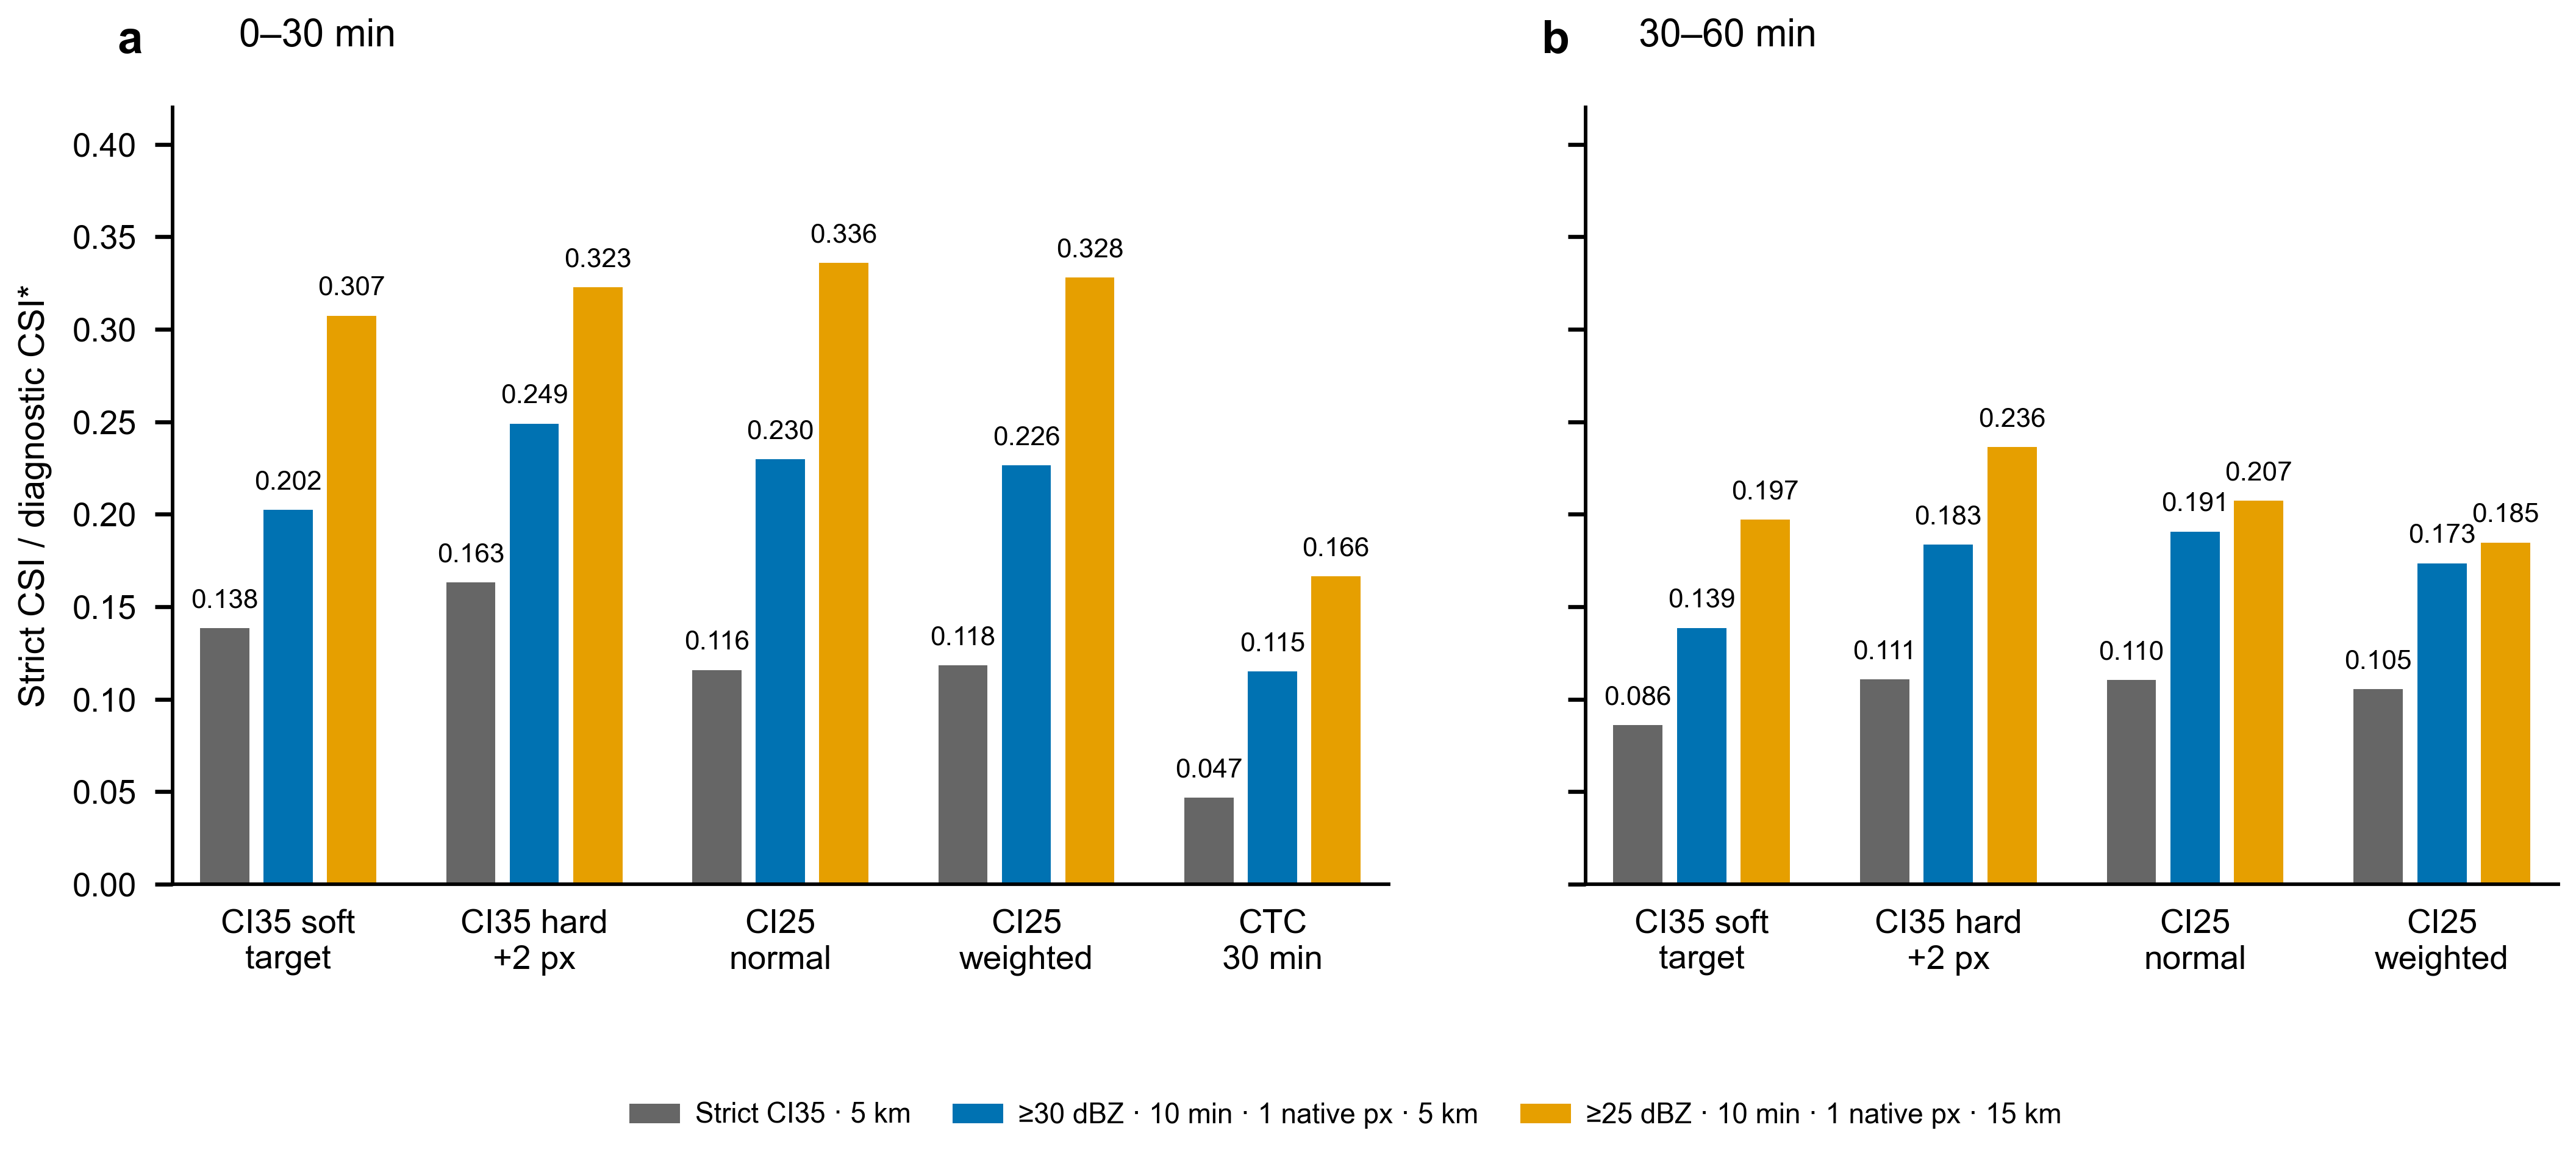 a
0–30 min
Strict CSI / diagnostic CSI*
0.40
0.35
0.30
0.25
0.20
0.15
0.10
0.05
0.00
0.138
0.202
0.307
0.163
0.249
0.323
0.116
0.230
0.336
0.118
0.226
0.328
0.047
0.115
0.166
CI35 soft
target
CI35 hard
+2 px
CI25
normal
CI25
weighted
CTC
30 min
b
30–60 min
0.086
0.139
0.197
0.111
0.183
0.236
0.110
0.191
0.207
0.105
0.173
0.185
CI35 soft
target
CI35 hard
+2 px
CI25
normal
CI25
weighted
Strict CI35 · 5 km
≥30 dBZ · 10 min · 1 native px · 5 km
≥25 dBZ · 10 min · 1 native px · 15 km